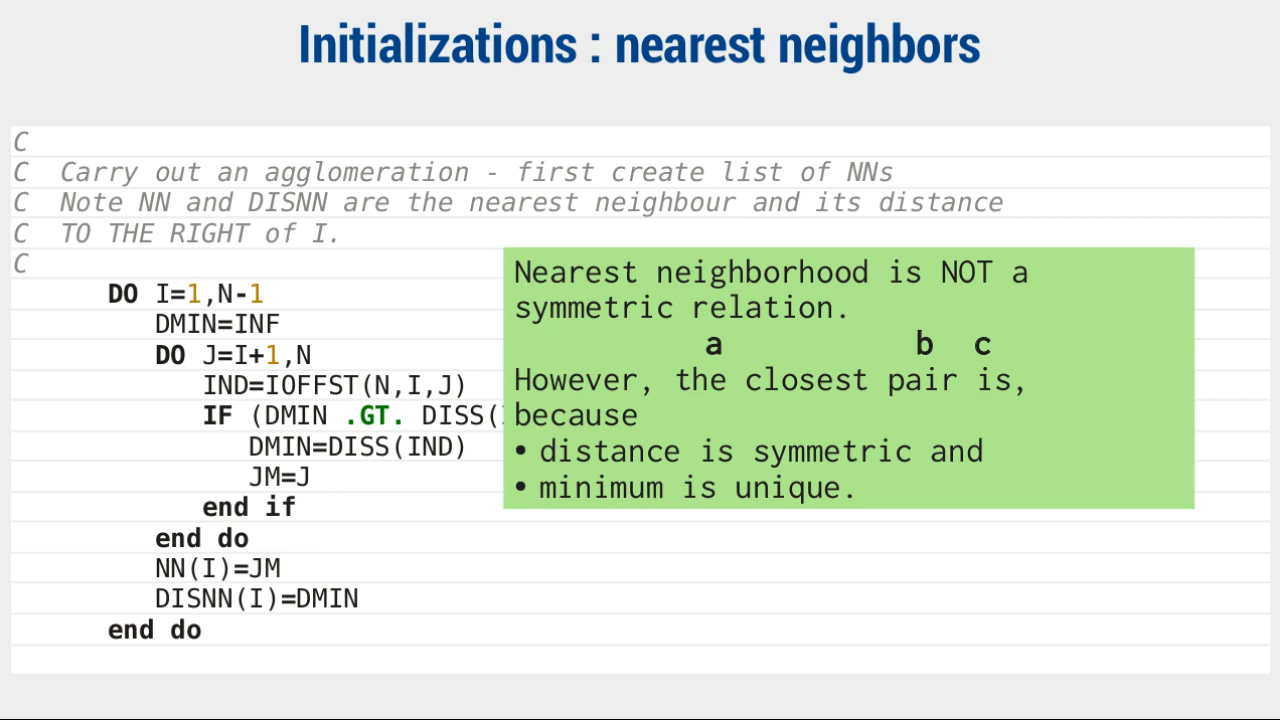 Initializations : nearest neighbors
C
C  Carry out an agglomeration - first create list of NNs
C  Note NN and DISNN are the nearest neighbour and its distance
C  TO THE RIGHT of I.
C
      DO I=1,N-1
         DMIN=INF
         DO J=I+1,N
            IND=IOFFST(N,I,J)
            IF (DMIN .GT. DISS(
               DMIN=DISS(IND)
               JM=J
            end if
         end do
         NN(I)=JM
         DISNN(I)=DMIN
      end do
Nearest neighborhood is NOT a
symmetric relation.
a b c
However, the closest pair is,
because
• distance is symmetric and
• minimum is unique.